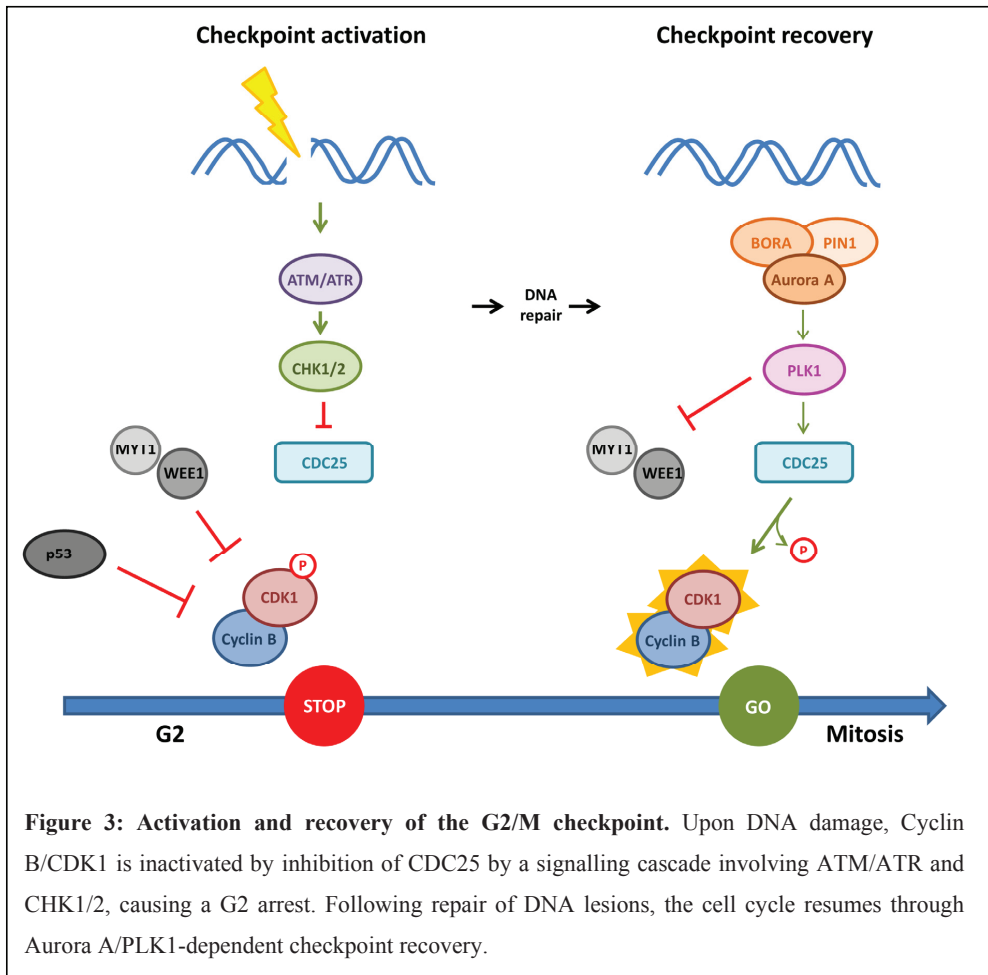 Checkpoint activation
Checkpoint recovery
BORA
PIN1
Aurora A
ATM/ATR
DNA
repair
CHK1/2
PLK1
MYT1
WEE1
CDC25
MYT1
WEE1
CDC25
p53
P
CDK1
Cyclin B
P
CDK1
Cyclin B
STOP
GO
G2
Mitosis
Figure 3: Activation and recovery of the G2/M checkpoint. Upon DNA damage, Cyclin
B/CDK1 is inactivated by inhibition of CDC25 by a signalling cascade involving ATM/ATR and
CHK1/2, causing a G2 arrest. Following repair of DNA lesions, the cell cycle resumes through
Aurora A/PLK1-dependent checkpoint recovery.